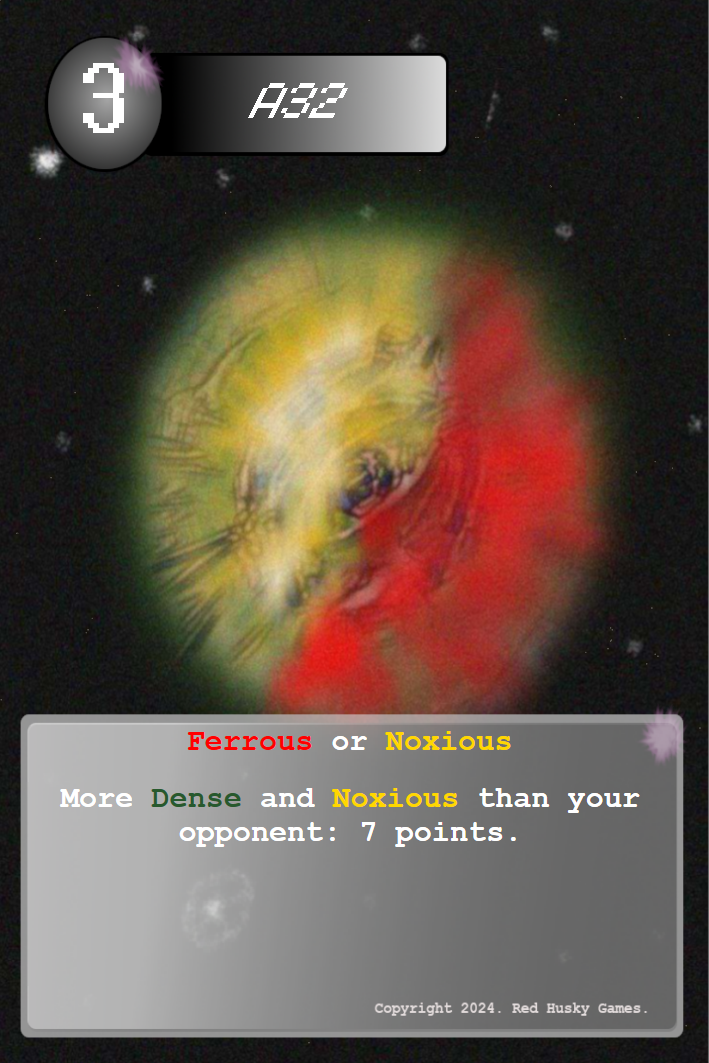 3
A32
Ferrous or Noxious
More Dense and Noxious than your
opponent: 7 points.
Copyright 2024. Red Husky Games.